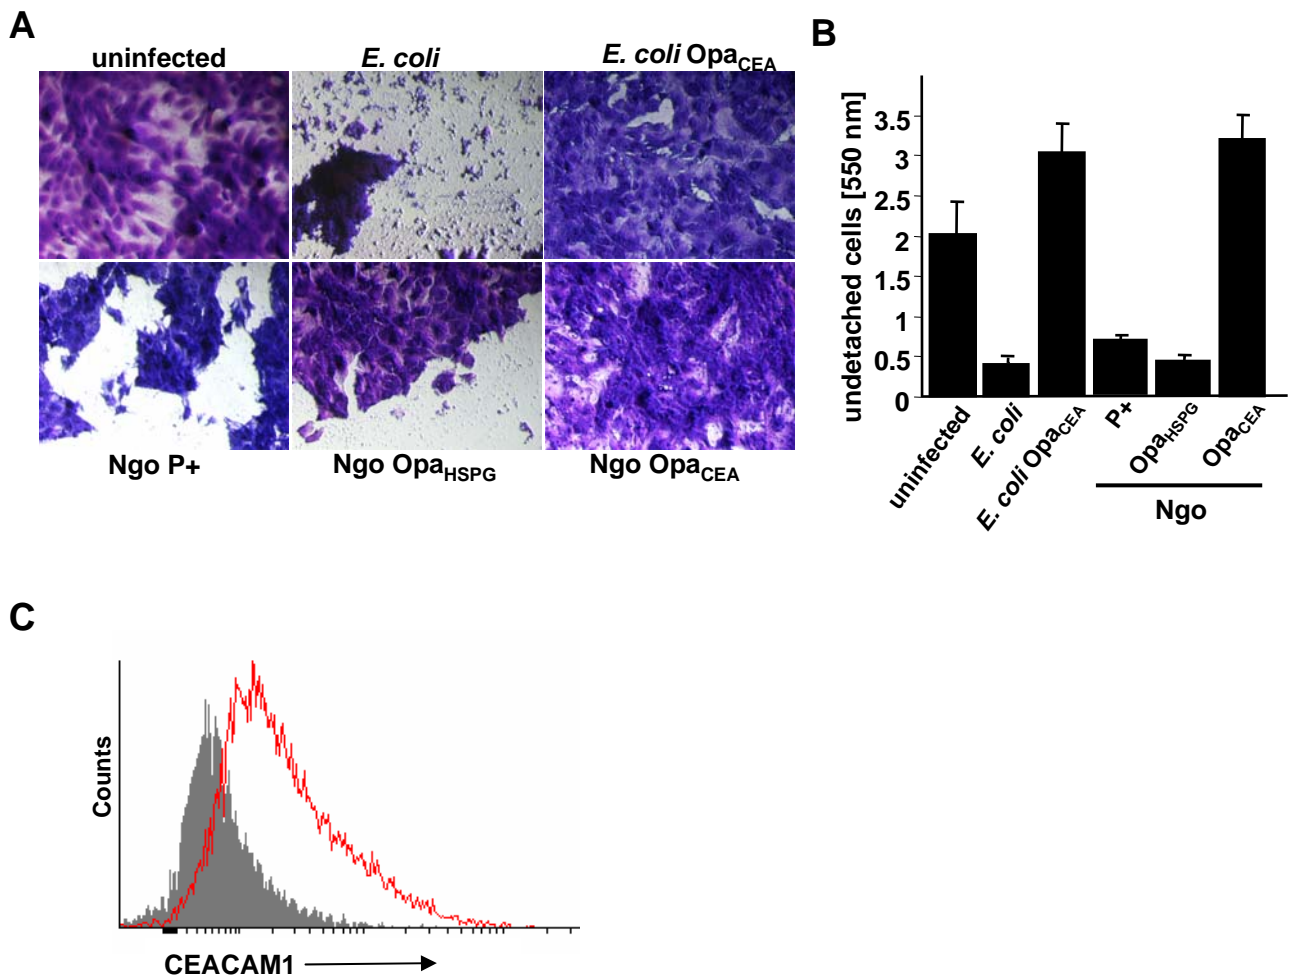 A
uninfected
E. coli
E. coli OpaCEA
Ngo P+
Ngo OpaHSPG
Ngo OpaCEA
B
undetached cells [550 nm]
3.5
3
2.5
2
1.5
1
0.5
0
uninfected
E. coli
E. coli OpaCEA
P+
OpaHSPG
OpaCEA
Ngo
C
Counts
CEACAM1